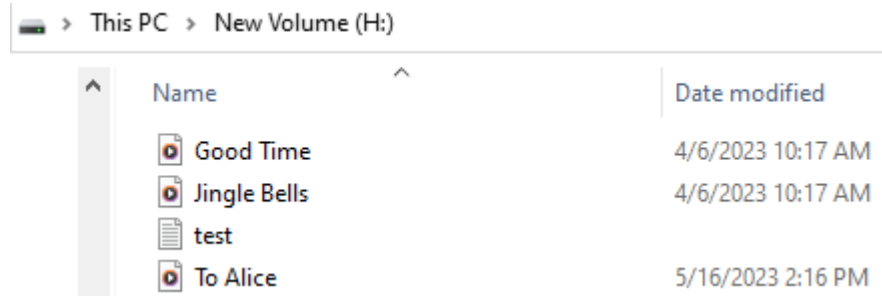 This PC > New Volume (H:)
Name Date modified
Good Time 4/6/2023 10:17 AM
Jingle Bells 4/6/2023 10:17 AM
test
To Alice 5/16/2023 2:16 PM